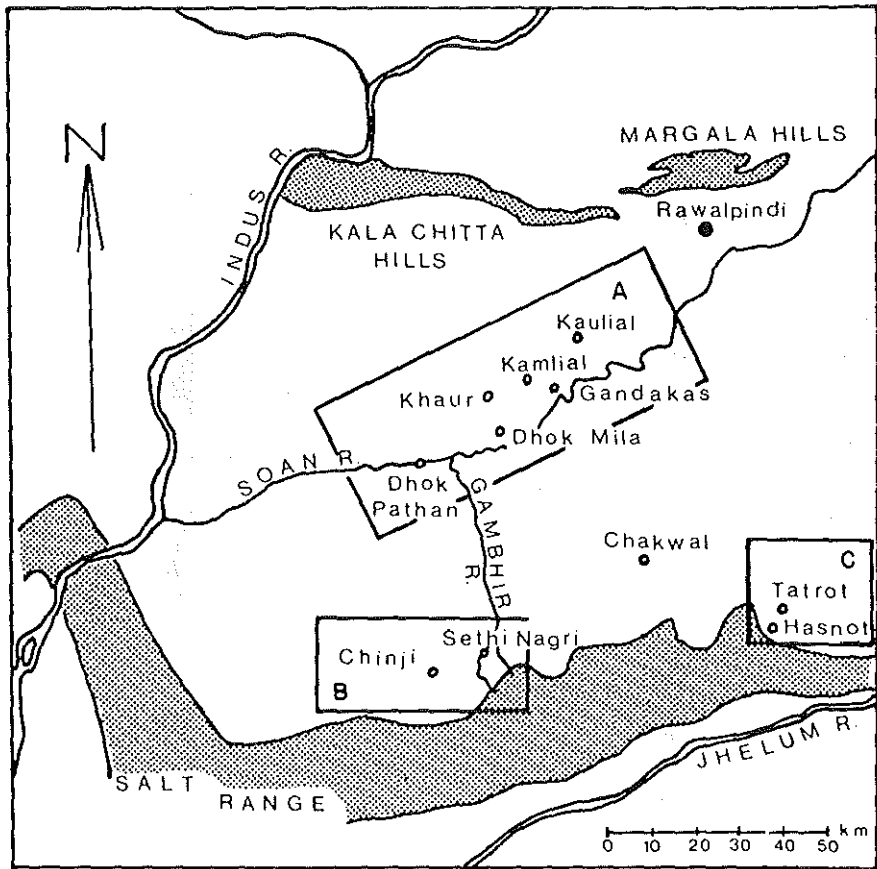 N
INDUS R.
MARGALA HILLS
Rawalpindi
KALA CHITTA
HILLS
A
Kaulial
Kamlial
Khaur
Gandakas
Dhok Mila
SOAN R.
Dhok
Pathan
GAMBHIR
R.
Chakwal
C
Tatrot
Hasnot
Sethi Nagri
Chinji
B
SALT
RANGE
JHELUM R.
0 10 20 30 40 50 km